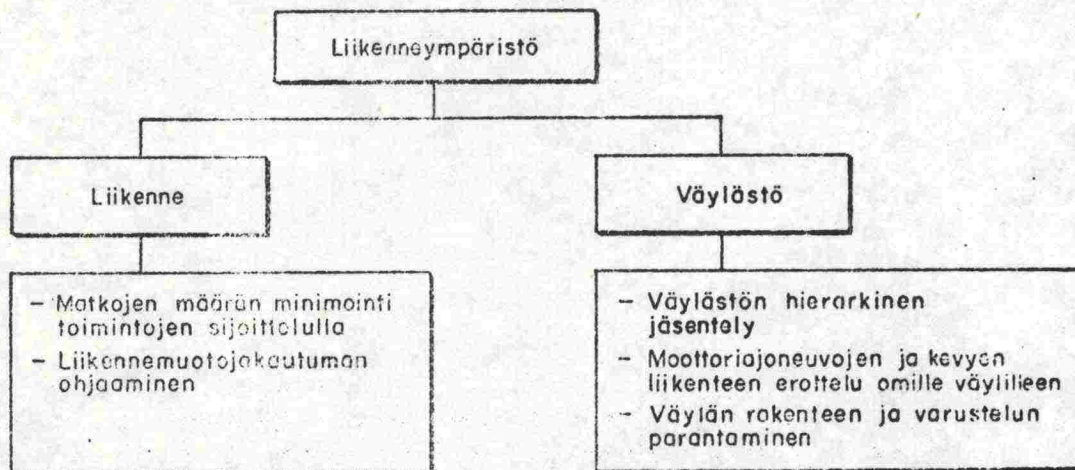 Liikenneympäristö
Liikenne
Väylästö
- Matkojen määrän minimointi
toimintojen sijoittelulla
- Liikennemuotojakautuman
ohjaaminen
- Väylästön hierarkinen
jäsentely
- Moottoriajoneuvojen ja kevyen
liikenteen erottelu omille väylilleen
- Väylän rakenteen ja varustelun
parantaminen